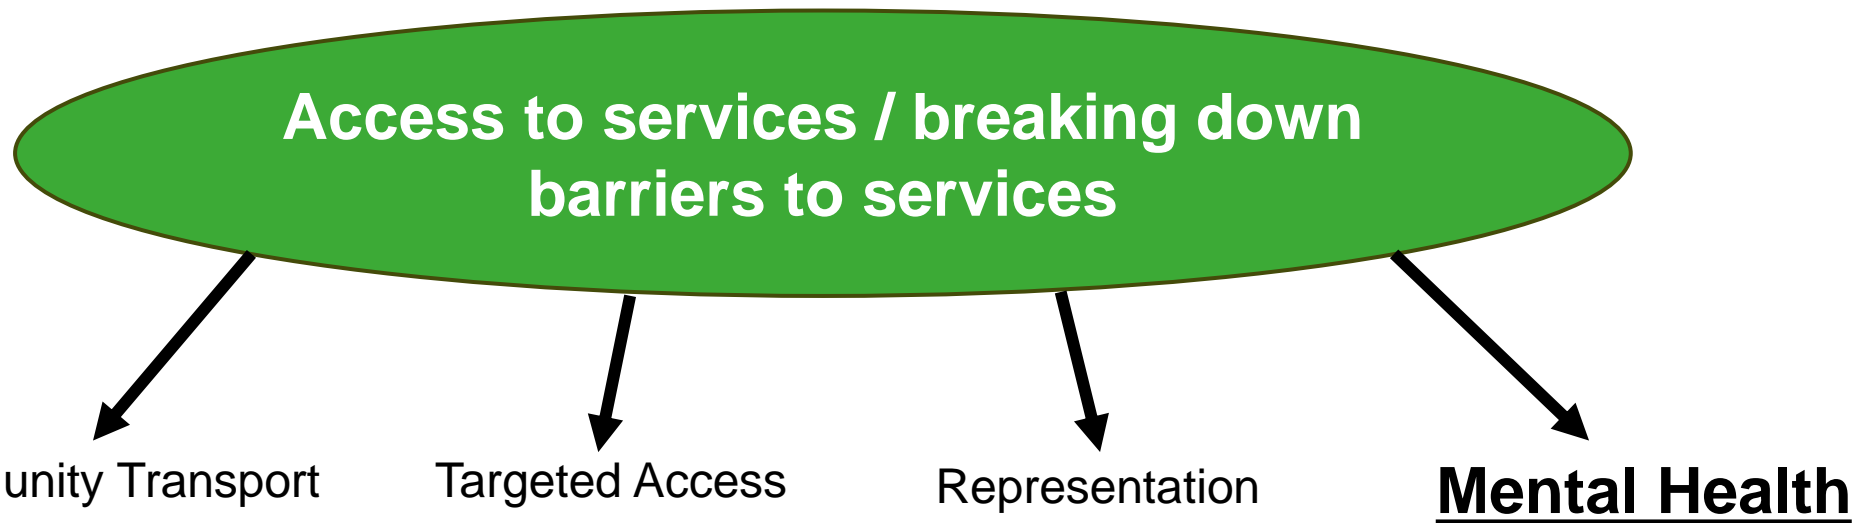 Access to services / breaking down
barriers to services
unity Transport
Targeted Access
Representation
Mental Health